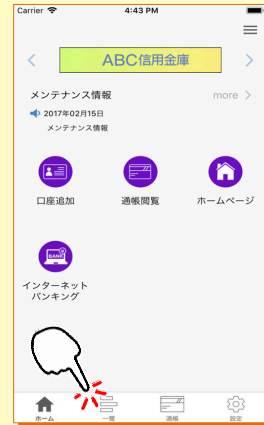 Carrier 4:43 PM
ABC信用金庫
メンテナンス情報 more
2017年02月15日
メンテナンス情報
口座追加 通帳閲覧 ホームページ
BANK
インターネット
バンキング
ホーム 一覧 通帳 設定